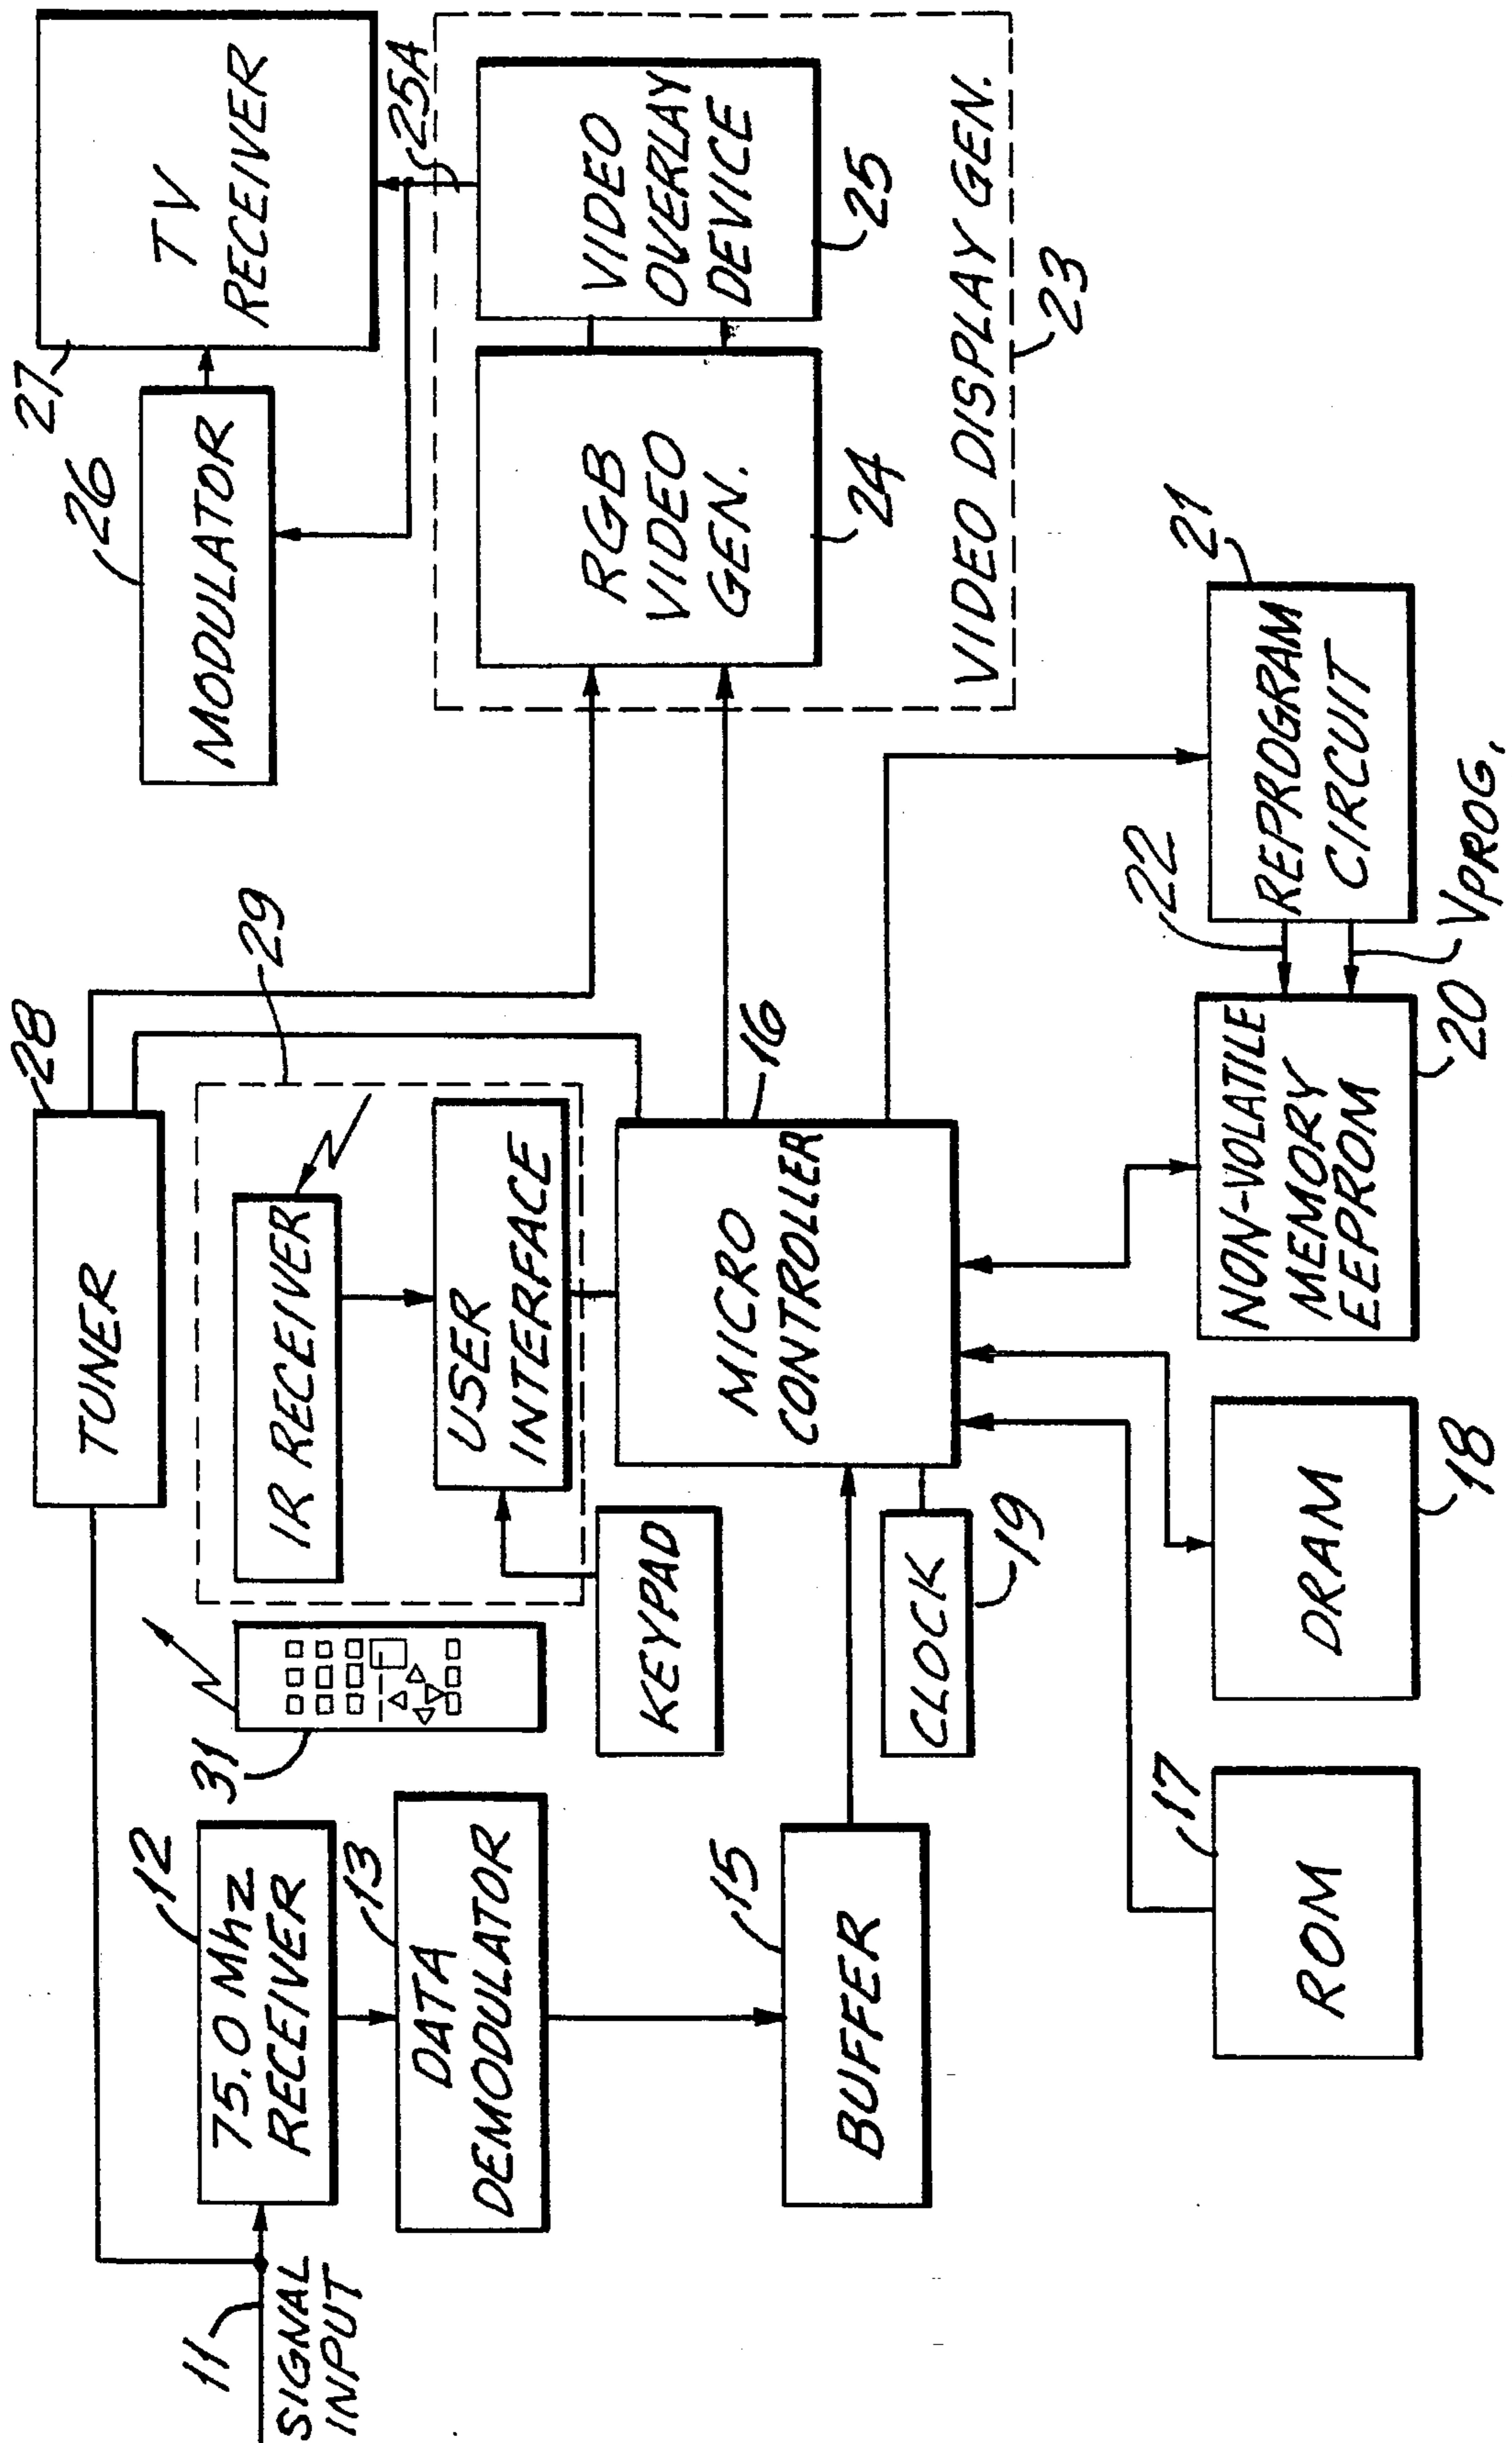 28
TUNER
27
TV
RECEIVER
26
MODULATOR
25A
29
IR RECEIVER
USER
INTERFACE
31
12
75.0 Mhz
RECEIVER
11
SIGNAL
INPUT
13
DATA
DEMODULATOR
KEYPAD
RGB
VIDEO
GEN.
24
VIDEO
OVERLAY
DEVICE
25
VIDEO DISPLAY GEN.
23
16
MICRO
CONTROLLER
15
BUFFER
CLOCK
19
17
ROM
DRAM
18
NON-VOLATILE
MEMORY
EEPROM
20
22
21
REPROGRAM
CIRCUIT
VPROG.